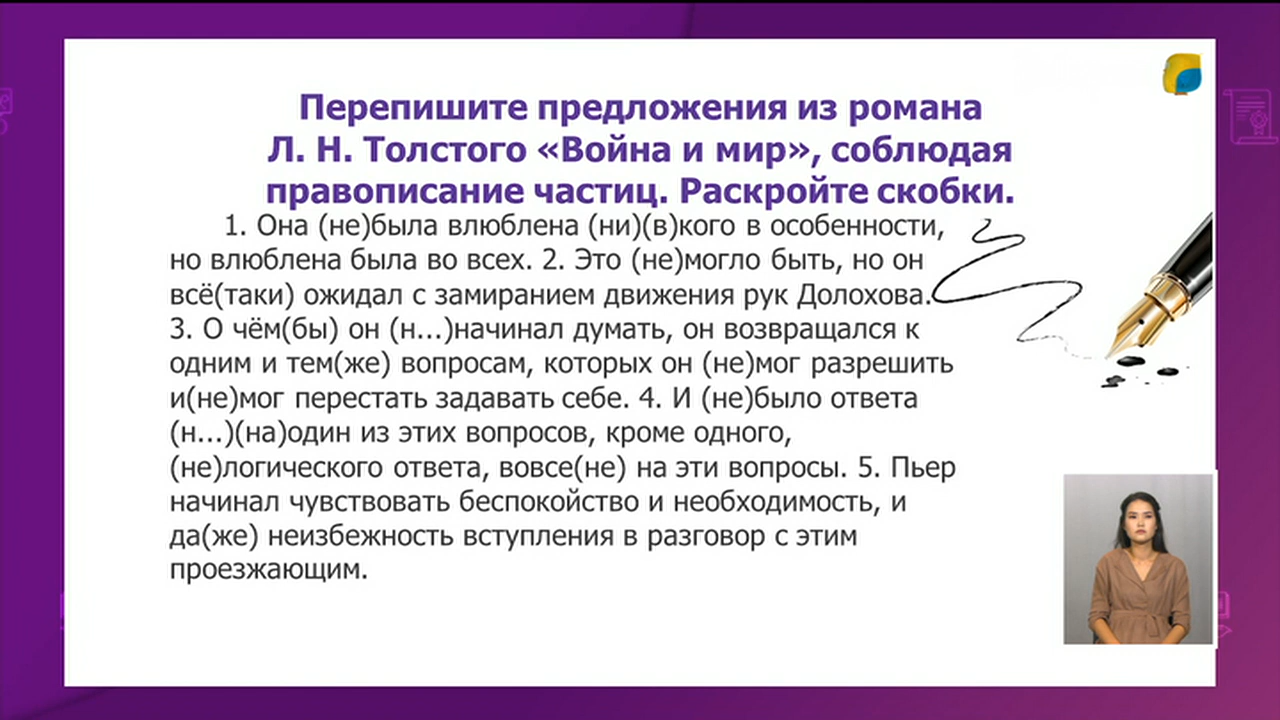 Перепишите предложения из романа
Л. Н. Толстого «Война и мир», соблюдая
правописание частиц. Раскройте скобки.
1. Она (не)была влюблена (ни)(в)кого в особенности,
но влюблена была во всех. 2. Это (не)могло быть, но он
всё(таки) ожидал с замиранием движения рук Долохова.
3. О чём(бы) он (н...)начинал думать, он возвращался к
одним и тем(же) вопросам, которых он (не)мог разрешить
и(не)мог перестать задавать себе. 4. И (не)было ответа
(н...)(на)один из этих вопросов, кроме одного,
(не)логического ответа, вовсе(не) на эти вопросы. 5. Пьер
начинал чувствовать беспокойство и необходимость, и
да(же) неизбежность вступления в разговор с этим
проезжающим.